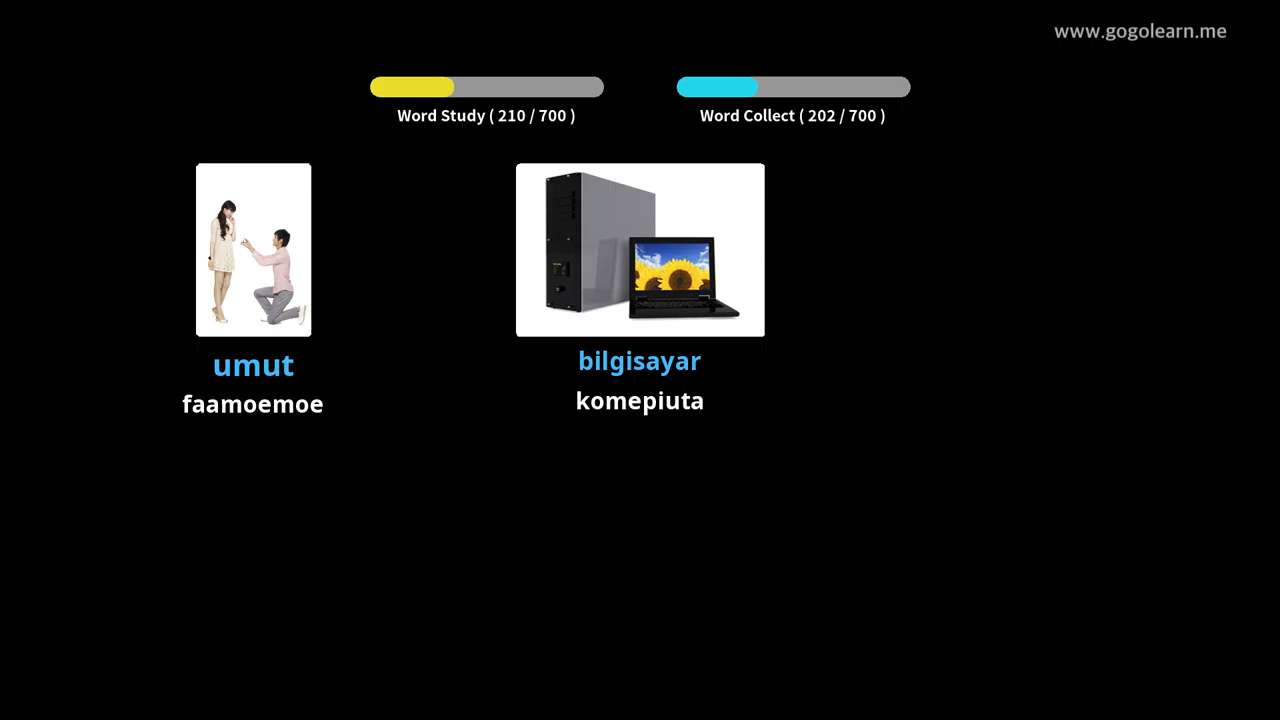 www.gogolearn.me
Word Study ( 210 / 700 )
Word Collect ( 202 / 700 )
umut
faamoemoe
bilgisayar
komepiuta